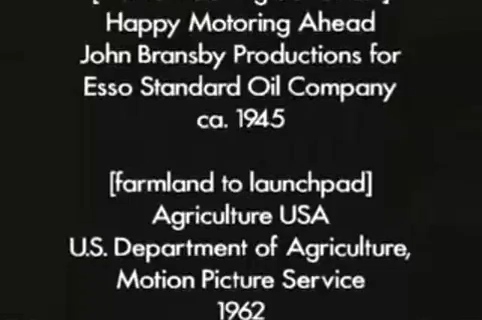 Happy Motoring Ahead
John Bransby Productions for
Esso Standard Oil Company
ca. 1945
[farmland to launchpad]
Agriculture USA
U.S. Department of Agriculture,
Motion Picture Service
1962